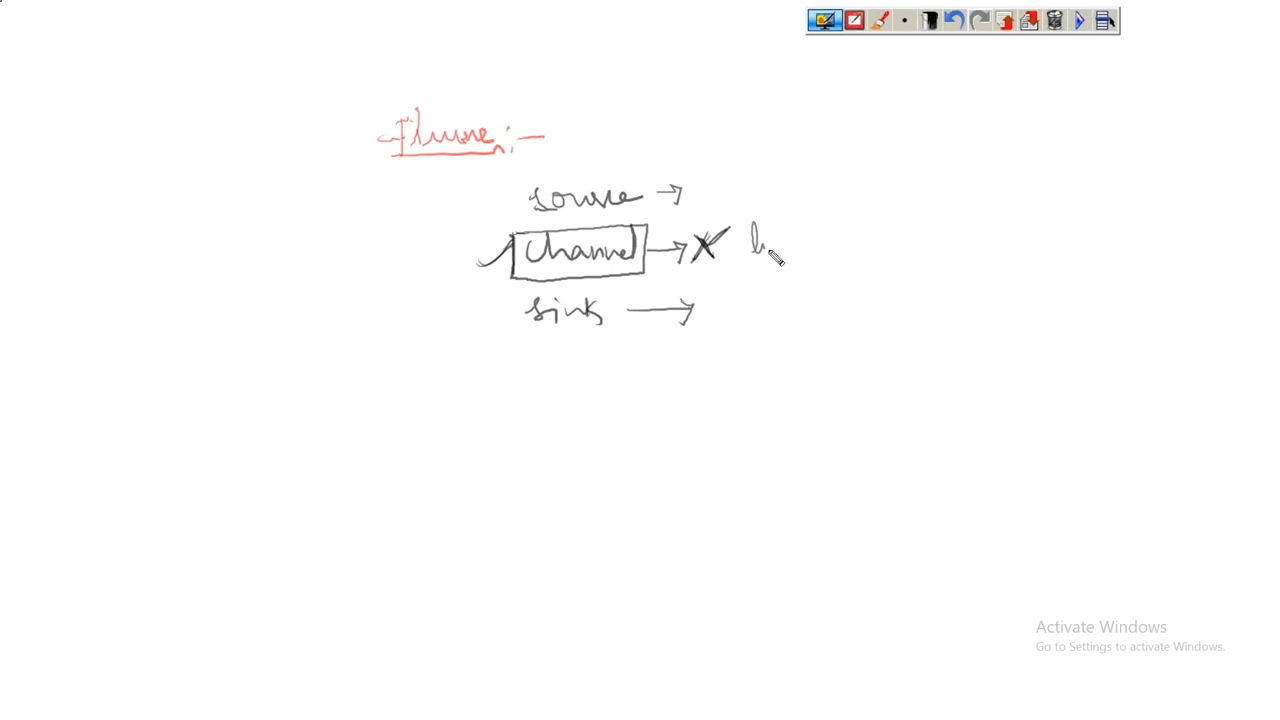 Flume:-
source →
Channel → X
sink →
Activate Windows
Go to Settings to activate Windows.